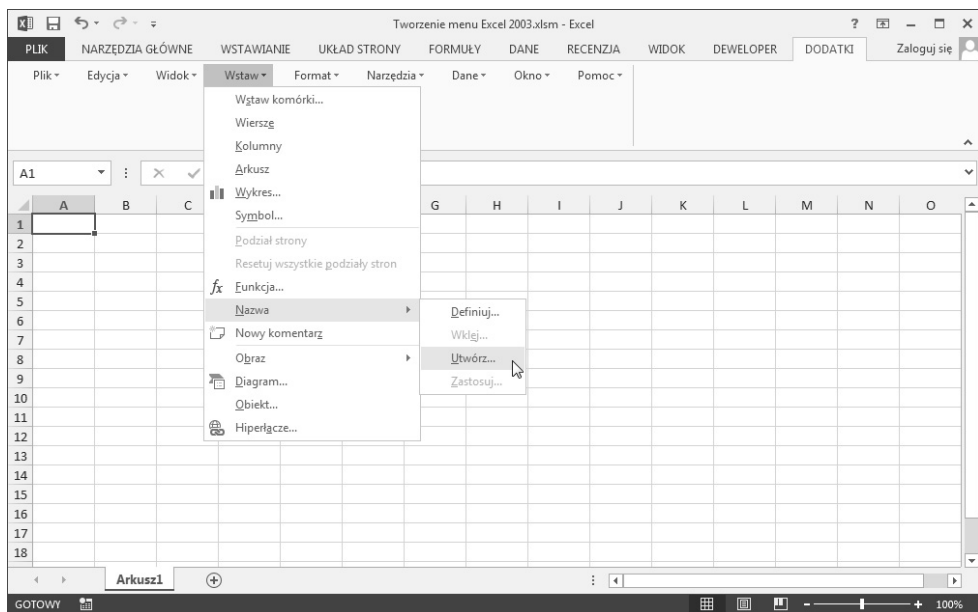 Tworzenie menu Excel 2003.xlsm - Excel
?
PLIK NARZĘDZIA GŁÓWNE WSTAWIANIE UKŁAD STRONY FORMUŁY DANE RECENZJA WIDOK DEWELOPER DODATKI Zaloguj się
Plik Edycja Widok Wstaw Format Narzędzia Dane Okno Pomoc
Wstaw komórki...
Wiersze
Kolumny
Arkusz
Wykres...
Symbol...
Podział strony
Resetuj wszystkie podziały stron
fx Funkcja...
Nazwa
Nowy komentarz
Obraz
Diagram...
Obiekt...
Hiperłącze...
Definiuj...
Wklej...
Utwórz...
Zastosuj...
A1
A B C G H I J K L M N O
1
2
3
4
5
6
7
8
9
10
11
12
13
14
15
16
17
18
Arkusz1
GOTOWY 100%